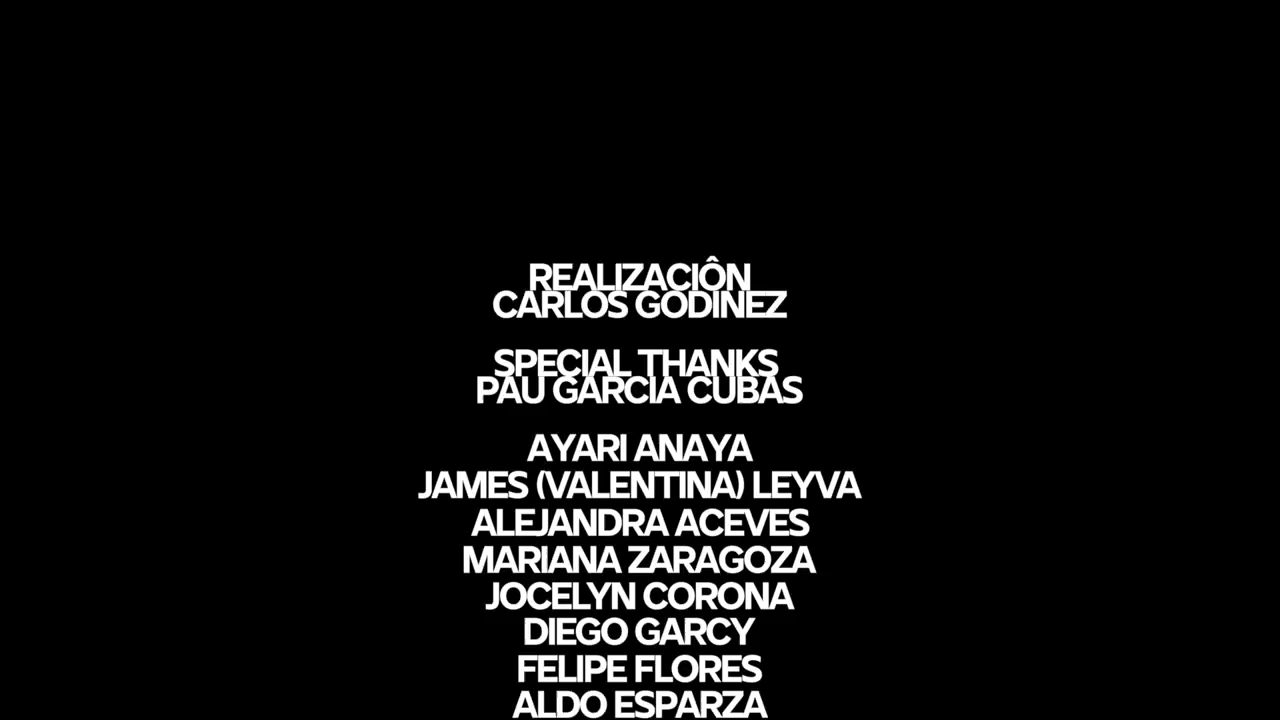 REALIZACIÔN
CARLOS GODINEZ
SPECIAL THANKS
PAU GARCIA CUBAS
AYARI ANAYA
JAMES (VALENTINA) LEYVA
ALEJANDRA ACEVES
MARIANA ZARAGOZA
JOCELYN CORONA
DIEGO GARCY
FELIPE FLORES
ALDO ESPARZA